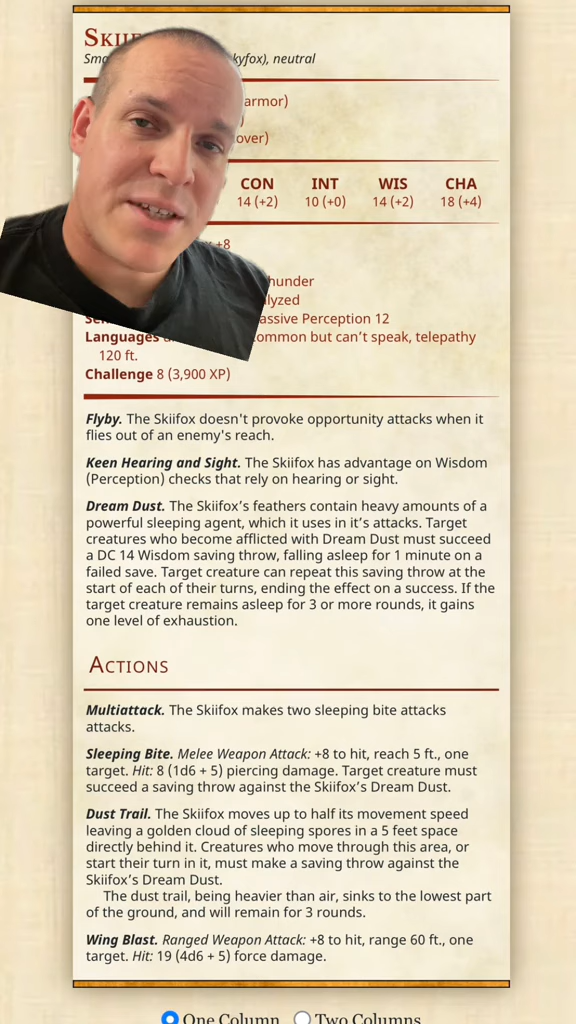 Sma kyfox), neutral
armor)
)
over)
CON INT WIS CHA
14 (+2) 10 (+0) 14 (+2) 18 (+4)
+8
hunder
lyzed
assive Perception 12
Languages ommon but can't speak, telepathy
120 ft.
Challenge 8 (3,900 XP)
Flyby. The Skiifox doesn't provoke opportunity attacks when it
flies out of an enemy's reach.
Keen Hearing and Sight. The Skiifox has advantage on Wisdom
(Perception) checks that rely on hearing or sight.
Dream Dust. The Skiifox's feathers contain heavy amounts of a
powerful sleeping agent, which it uses in it's attacks. Target
creatures who become afflicted with Dream Dust must succeed
a DC 14 Wisdom saving throw, falling asleep for 1 minute on a
failed save. Target creature can repeat this saving throw at the
start of each of their turns, ending the effect on a success. If the
target creature remains asleep for 3 or more rounds, it gains
one level of exhaustion.
Actions
Multiattack. The Skiifox makes two sleeping bite attacks
attacks.
Sleeping Bite. Melee Weapon Attack: +8 to hit, reach 5 ft., one
target. Hit: 8 (1d6 + 5) piercing damage. Target creature must
succeed a saving throw against the Skiifox's Dream Dust.
Dust Trail. The Skiifox moves up to half its movement speed
leaving a golden cloud of sleeping spores in a 5 feet space
directly behind it. Creatures who move through this area, or
start their turn in it, must make a saving throw against the
Skiifox's Dream Dust.
The dust trail, being heavier than air, sinks to the lowest part
of the ground, and will remain for 3 rounds.
Wing Blast. Ranged Weapon Attack: +8 to hit, range 60 ft., one
target. Hit: 19 (4d6 + 5) force damage.
One Column Two Columns